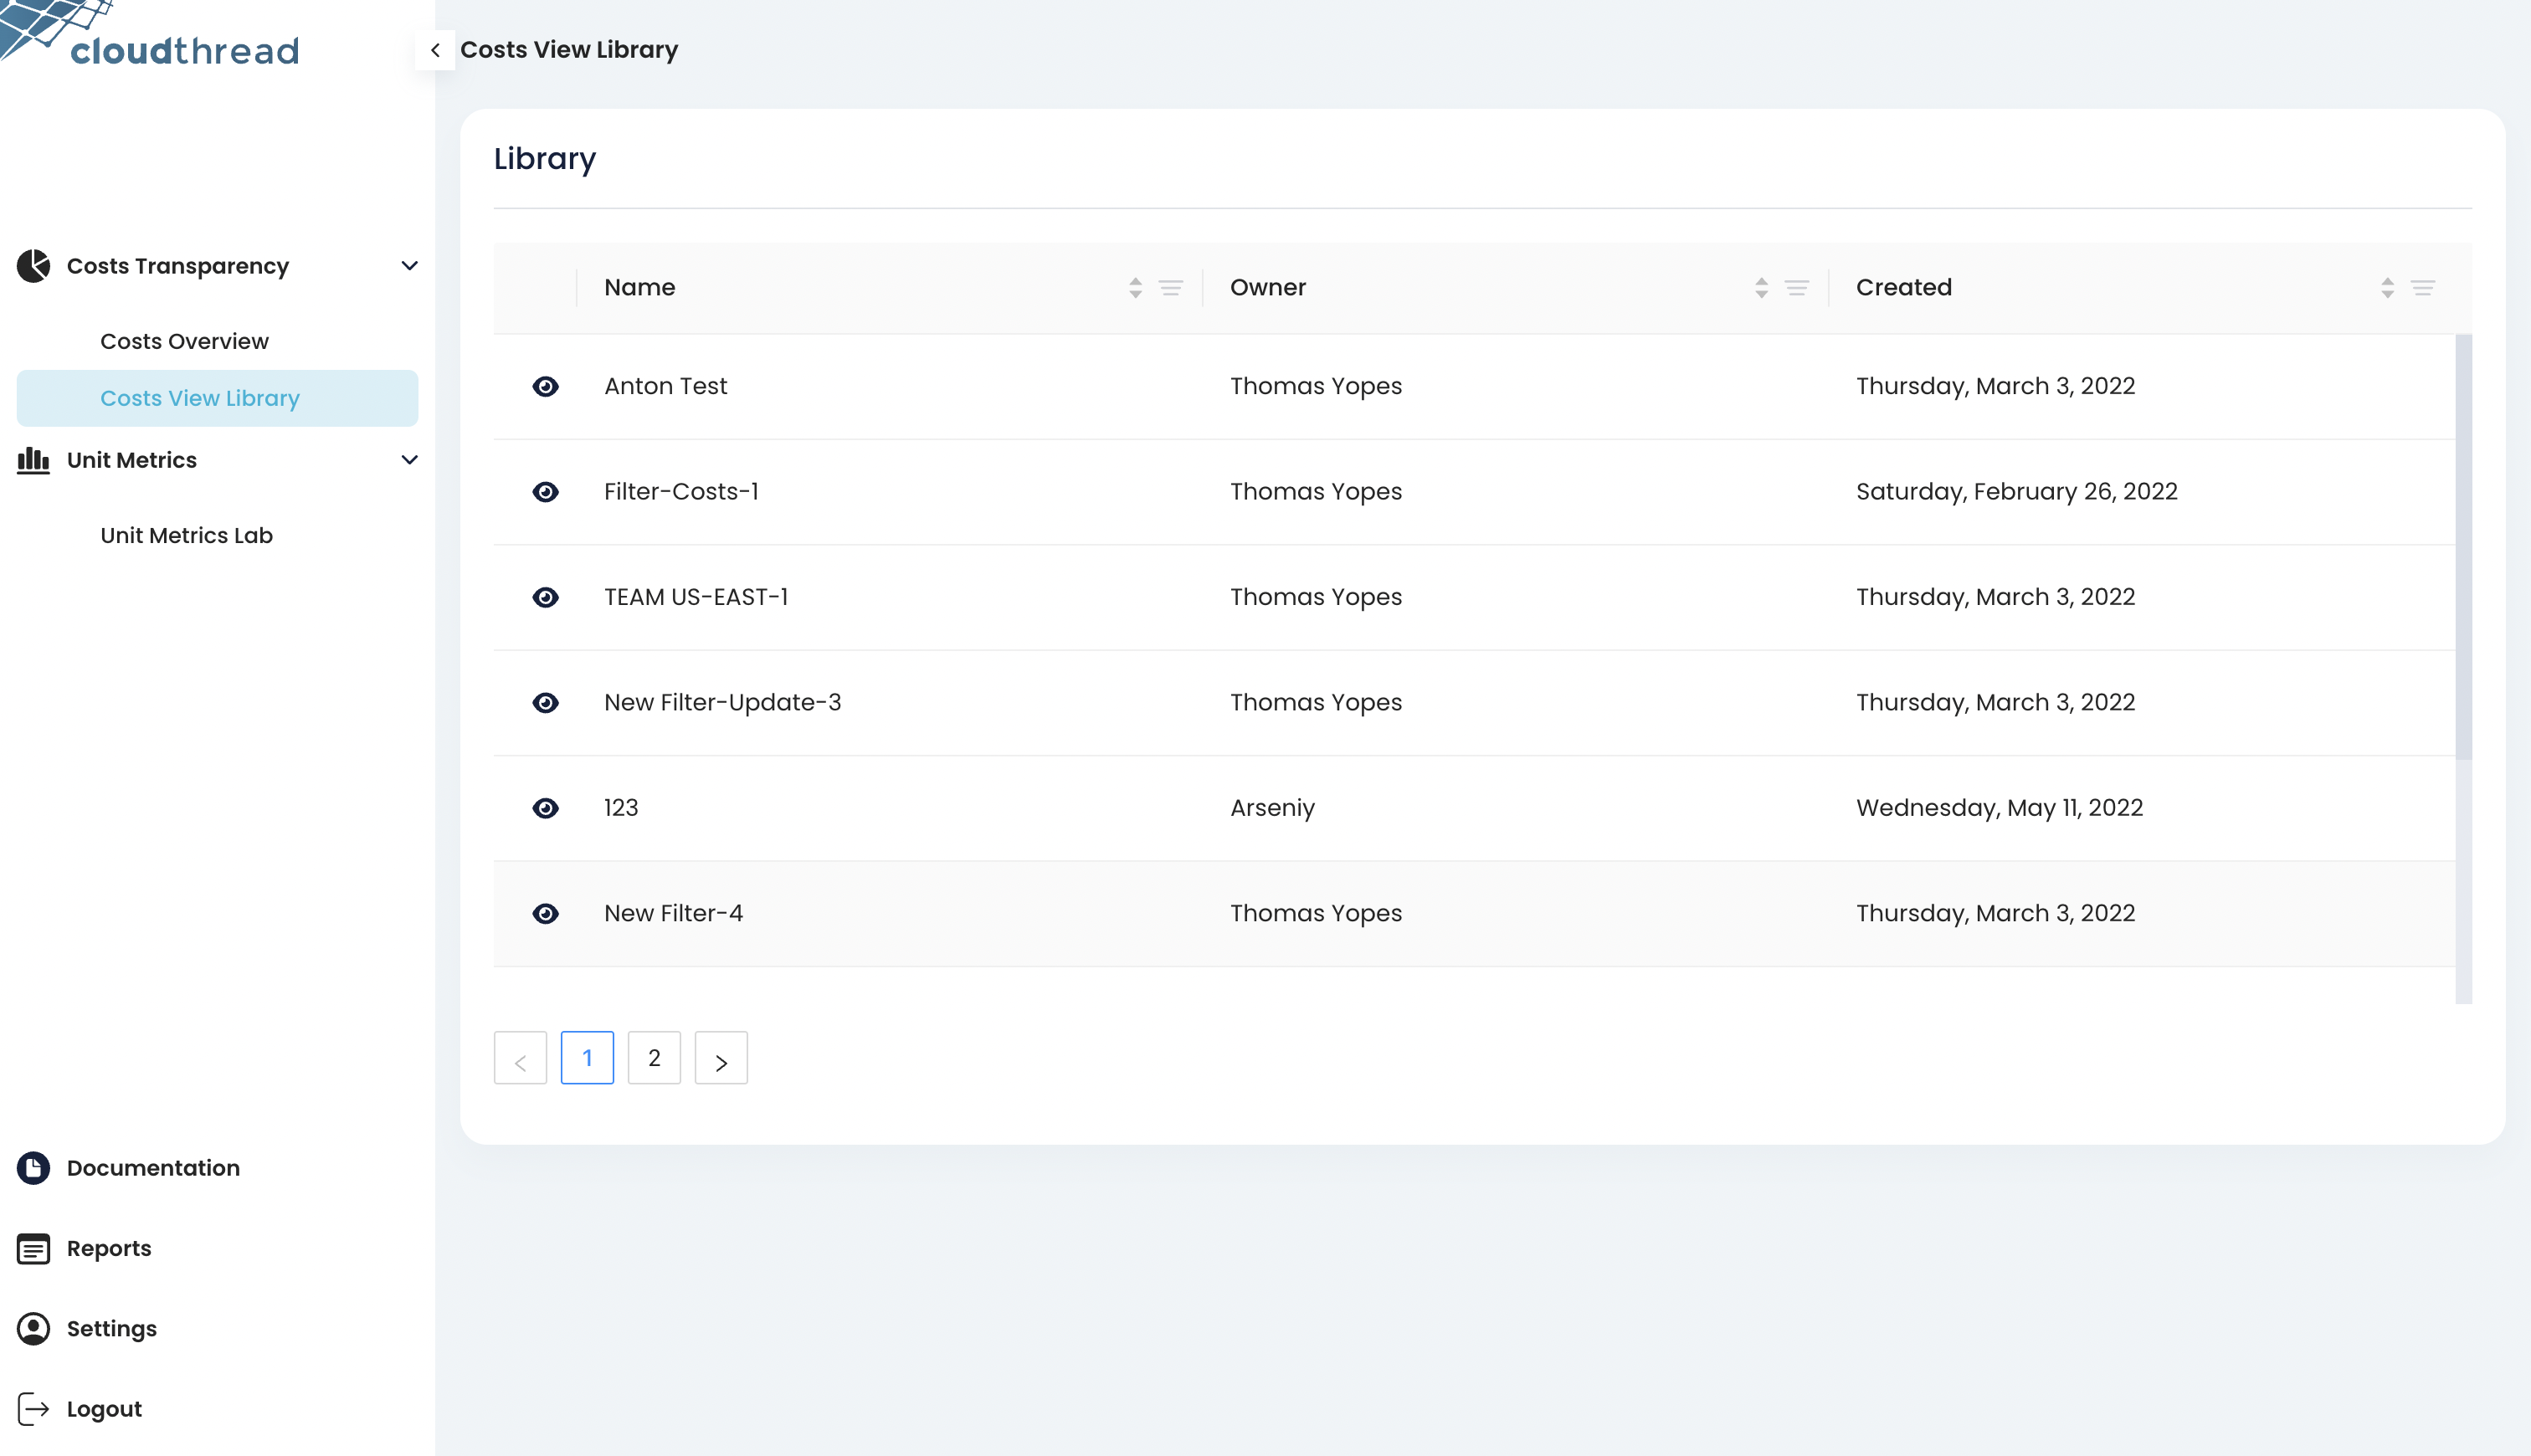 cloudthread
Costs View Library
Costs Transparency
Costs Overview
Costs View Library
Unit Metrics
Unit Metrics Lab
Documentation
Reports
Settings
Logout
Library
Name Owner Created
Anton Test Thomas Yopes Thursday, March 3, 2022
Filter-Costs-1 Thomas Yopes Saturday, February 26, 2022
TEAM US-EAST-1 Thomas Yopes Thursday, March 3, 2022
New Filter-Update-3 Thomas Yopes Thursday, March 3, 2022
123 Arseniy Wednesday, May 11, 2022
New Filter-4 Thomas Yopes Thursday, March 3, 2022
1 2